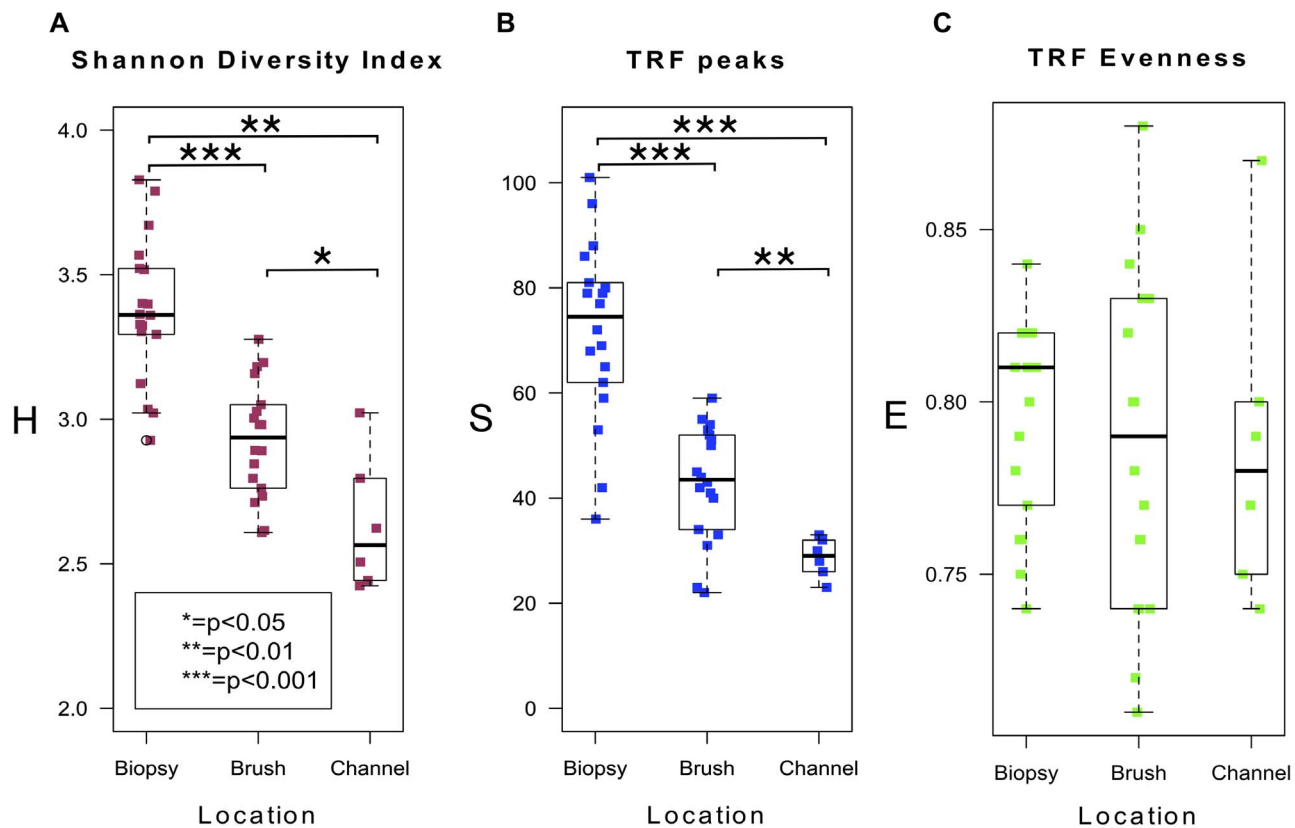 A
Shannon Diversity Index
H
4.0
3.5
3.0
2.5
2.0
**
***
*
*=p<0.05
**=p<0.01
***=p<0.001
Biopsy Brush Channel
Location
B
TRF peaks
S
100
80
60
40
20
0
***
***
**
Biopsy Brush Channel
Location
C
TRF Evenness
E
0.85
0.80
0.75
Biopsy Brush Channel
Location